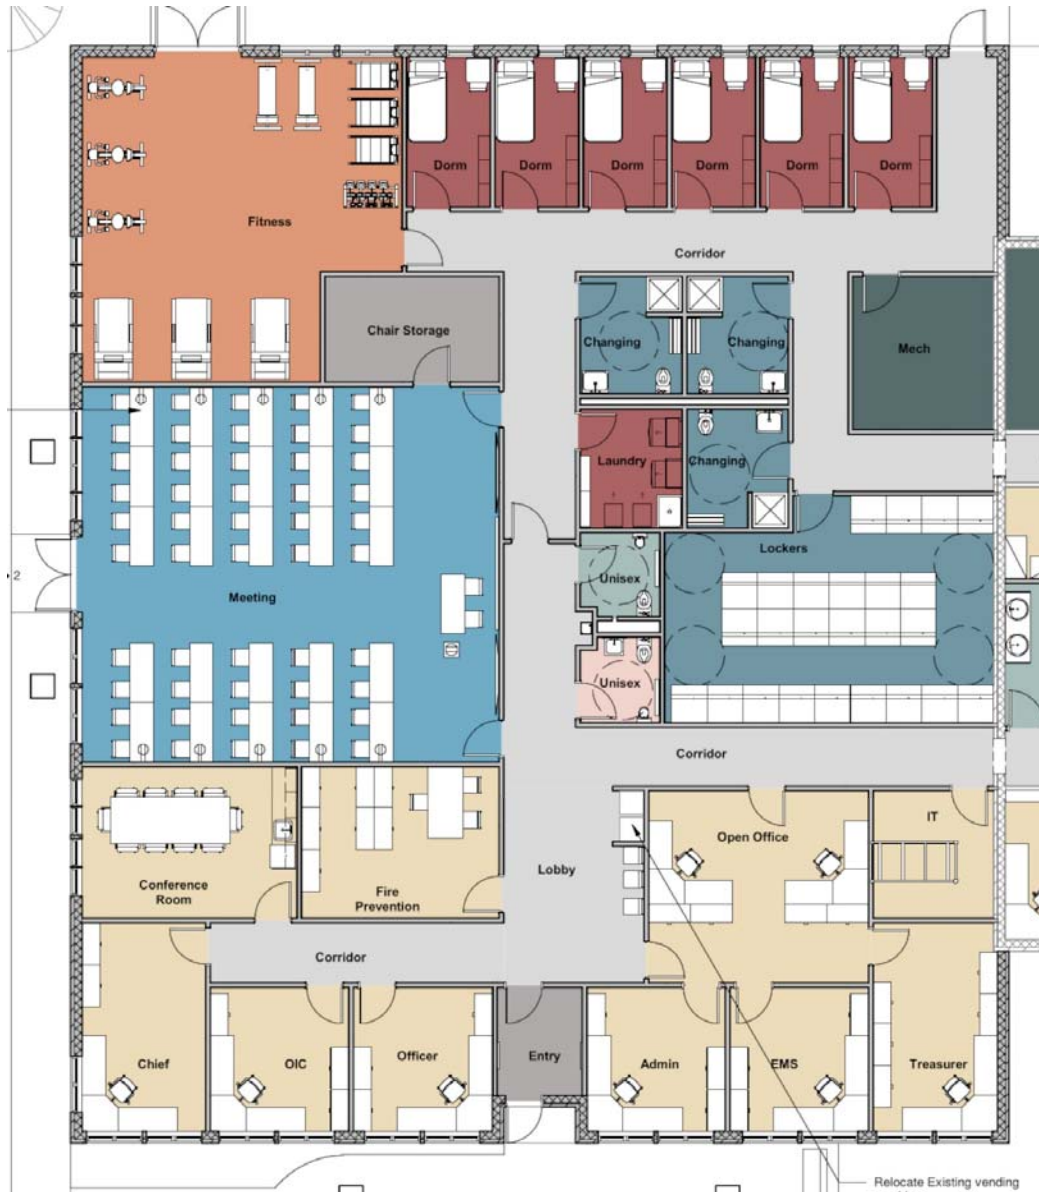 Dorm
Dorm
Dorm
Dorm
Dorm
Dorm
Fitness
Corridor
Chair Storage
Changing
Changing
Mech
Laundry
Changing
Lockers
2
Unisex
Meeting
Unisex
Corridor
IT
Open Office
Lobby
Conference
Room
Fire
Prevention
Corridor
Chief
OIC
Officer
Entry
Admin
EMS
Treasurer
Relocate Existing vending